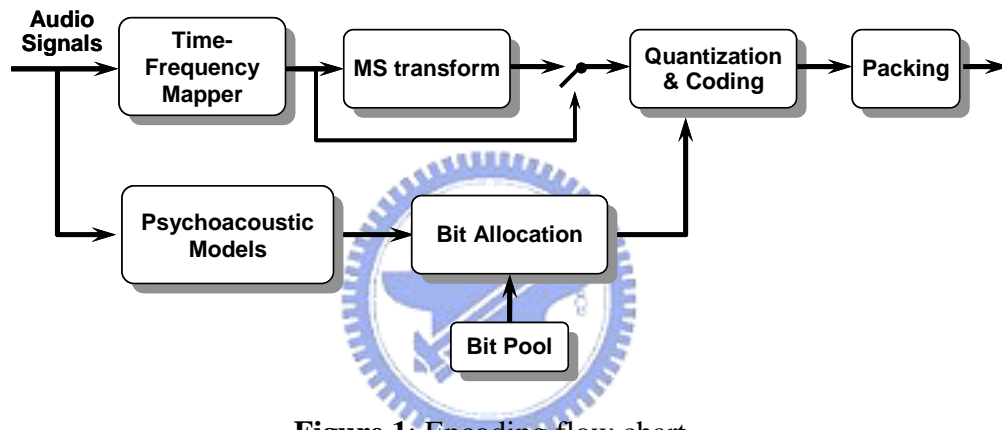 Audio
Signals
Time-
Frequency
Mapper
MS transform
Quantization
& Coding
Packing
Psychoacoustic
Models
Bit Allocation
Bit Pool
Figure 1: Encoding flow chart